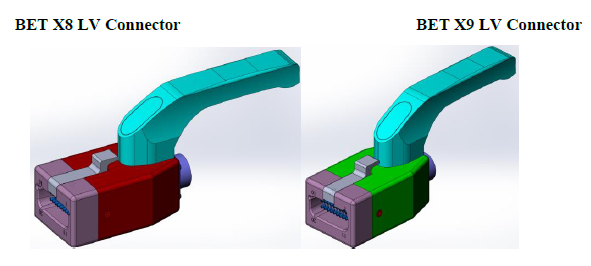 BET X8 LV Connector
BET X9 LV Connector